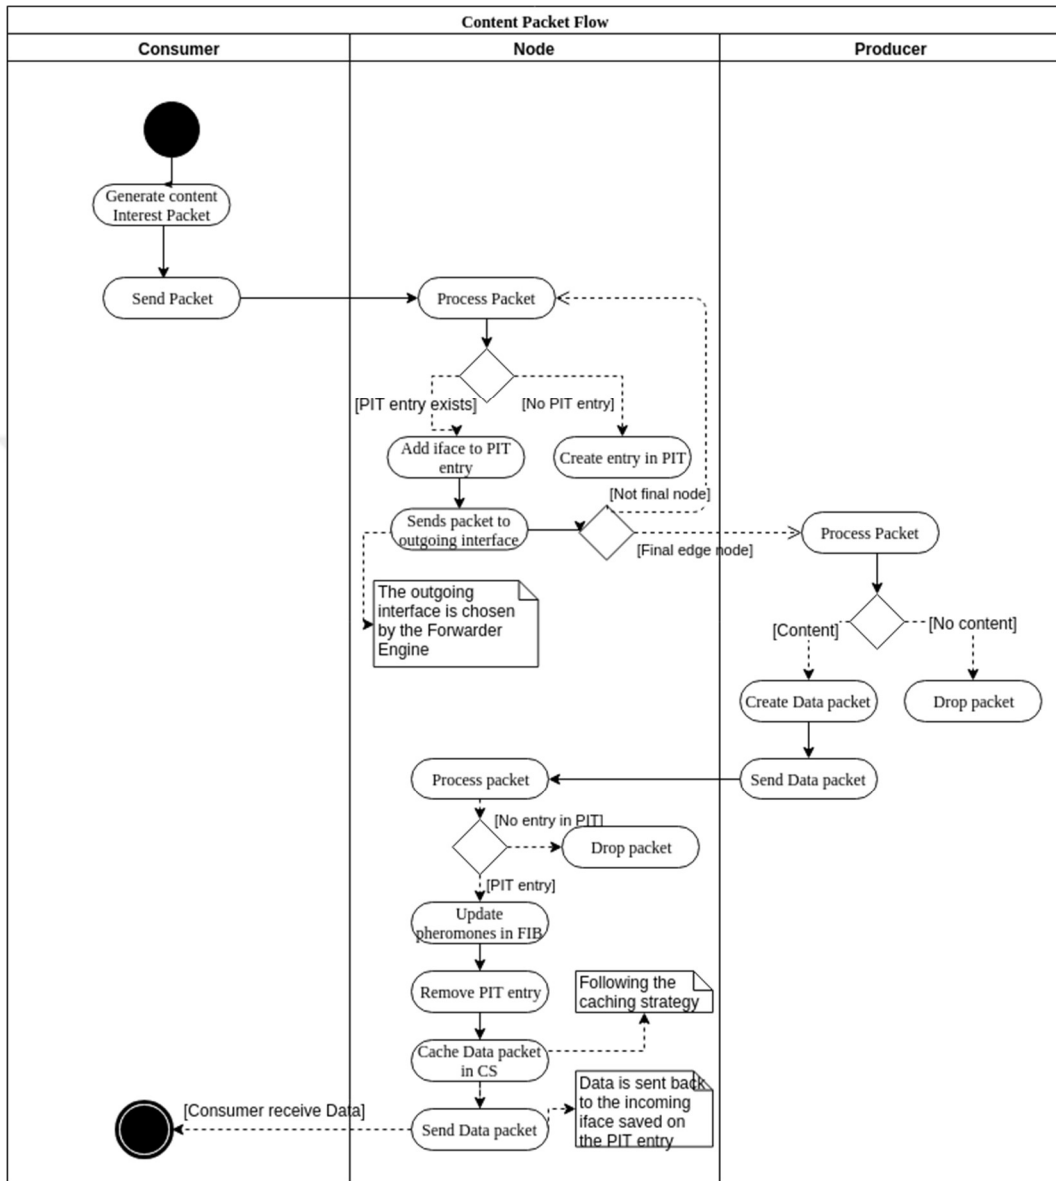 Content Packet Flow
Consumer
Node
Producer
Generate content
Interest Packet
Send Packet
Process Packet
[PIT entry exists]
[No PIT entry]
Add iface to PIT
entry
Create entry in PIT
[Not final node]
Sends packet to
outgoing interface
[Final edge node]
Process Packet
The outgoing
interface is chosen
by the Forwarder
Engine
[Content]
[No content]
Create Data packet
Drop packet
Process packet
Send Data packet
[No entry in PIT]
Drop packet
[PIT entry]
Update
pheromones in FIB
Remove PIT entry
Following the
caching strategy
Cache Data packet
in CS
Data is sent back
to the incoming
iface saved on
the PIT entry
[Consumer receive Data]
Send Data packet